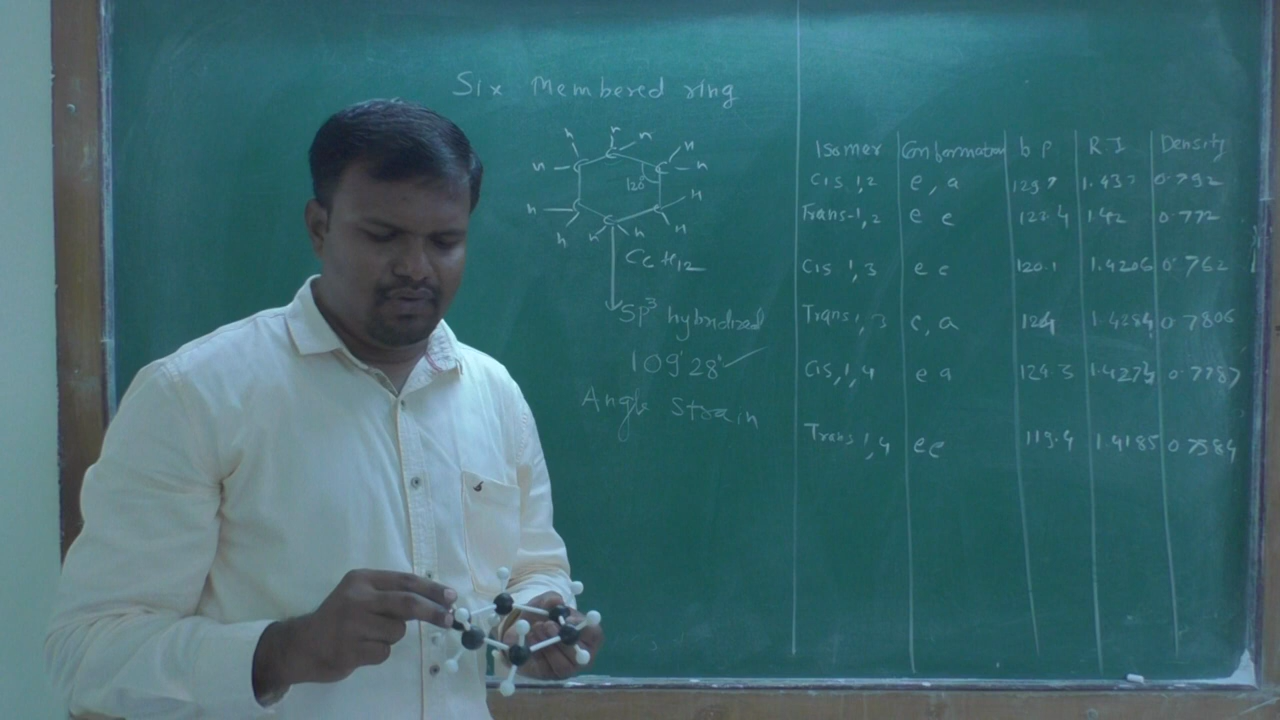 Six Membered ring
120°
C6H12
SP³ hybridized
109°28'
Angle Strain
Isomer Conformation b p R I Density
Cis 1,2 e, a 129.7 1.43 0.792
Trans-1,2 e e 122.4 1.42 0.772
Cis 1,3 e e 120.1 1.4206 0.762
Trans 1,3 e, a 124 1.4284 0.7806
Cis, 1,4 e a 124.3 1.4273 0.7787
Trans 1,4 e e 119.4 1.4185 0.7584